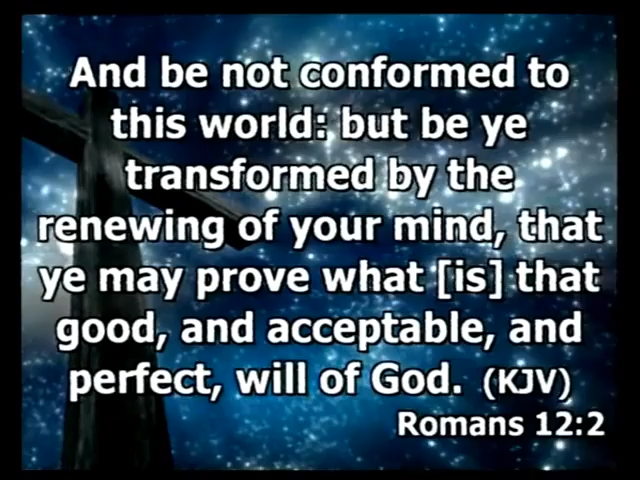 And be not conformed to
this world: but be ye
transformed by the
renewing of your mind, that
ye may prove what [is] that
good, and acceptable, and
perfect, will of God. (KJV)
Romans 12:2